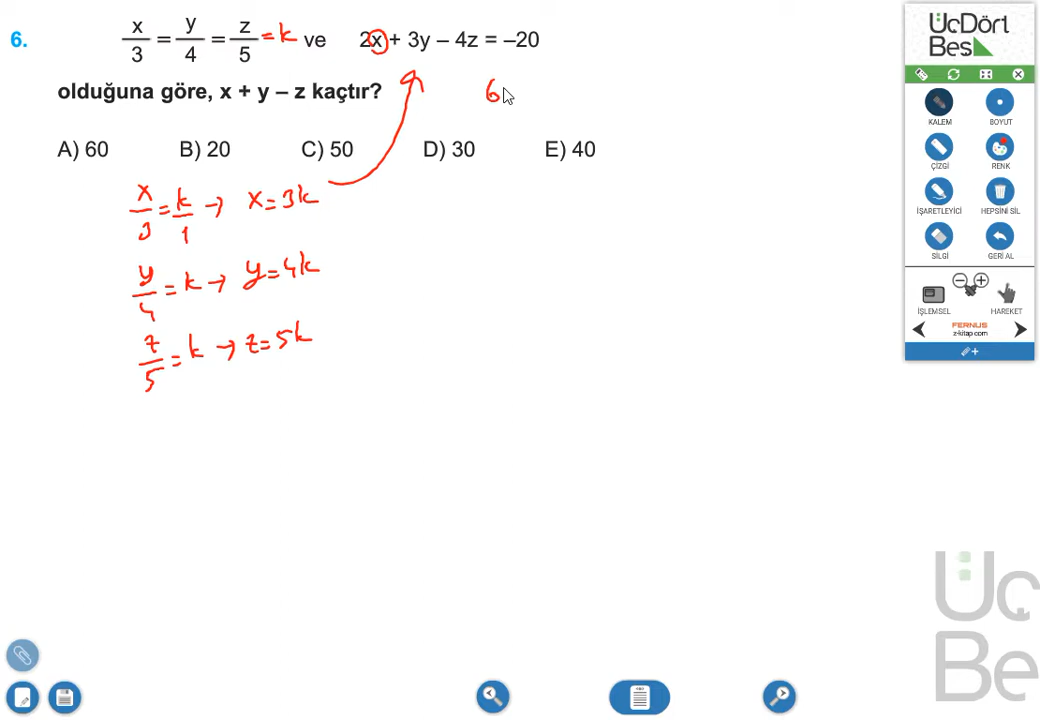 6. x/3 = y/4 = z/5 = k ve 2x + 3y – 4z = –20
olduğuna göre, x + y – z kaçtır?
6
A) 60 B) 20 C) 50 D) 30 E) 40
x/3 = k/1 → x = 3k
y/4 = k → y = 4k
z/5 = k → z = 5k
ÜçDört
Beş
KALEM BOYUT
ÇİZGİ RENK
İŞARETLEYİCİ HEPSİNİ SİL
SİLGİ GERİ AL
İŞLEMSEL HAREKET
FERNUS
z-kitap.com
Üç
Be